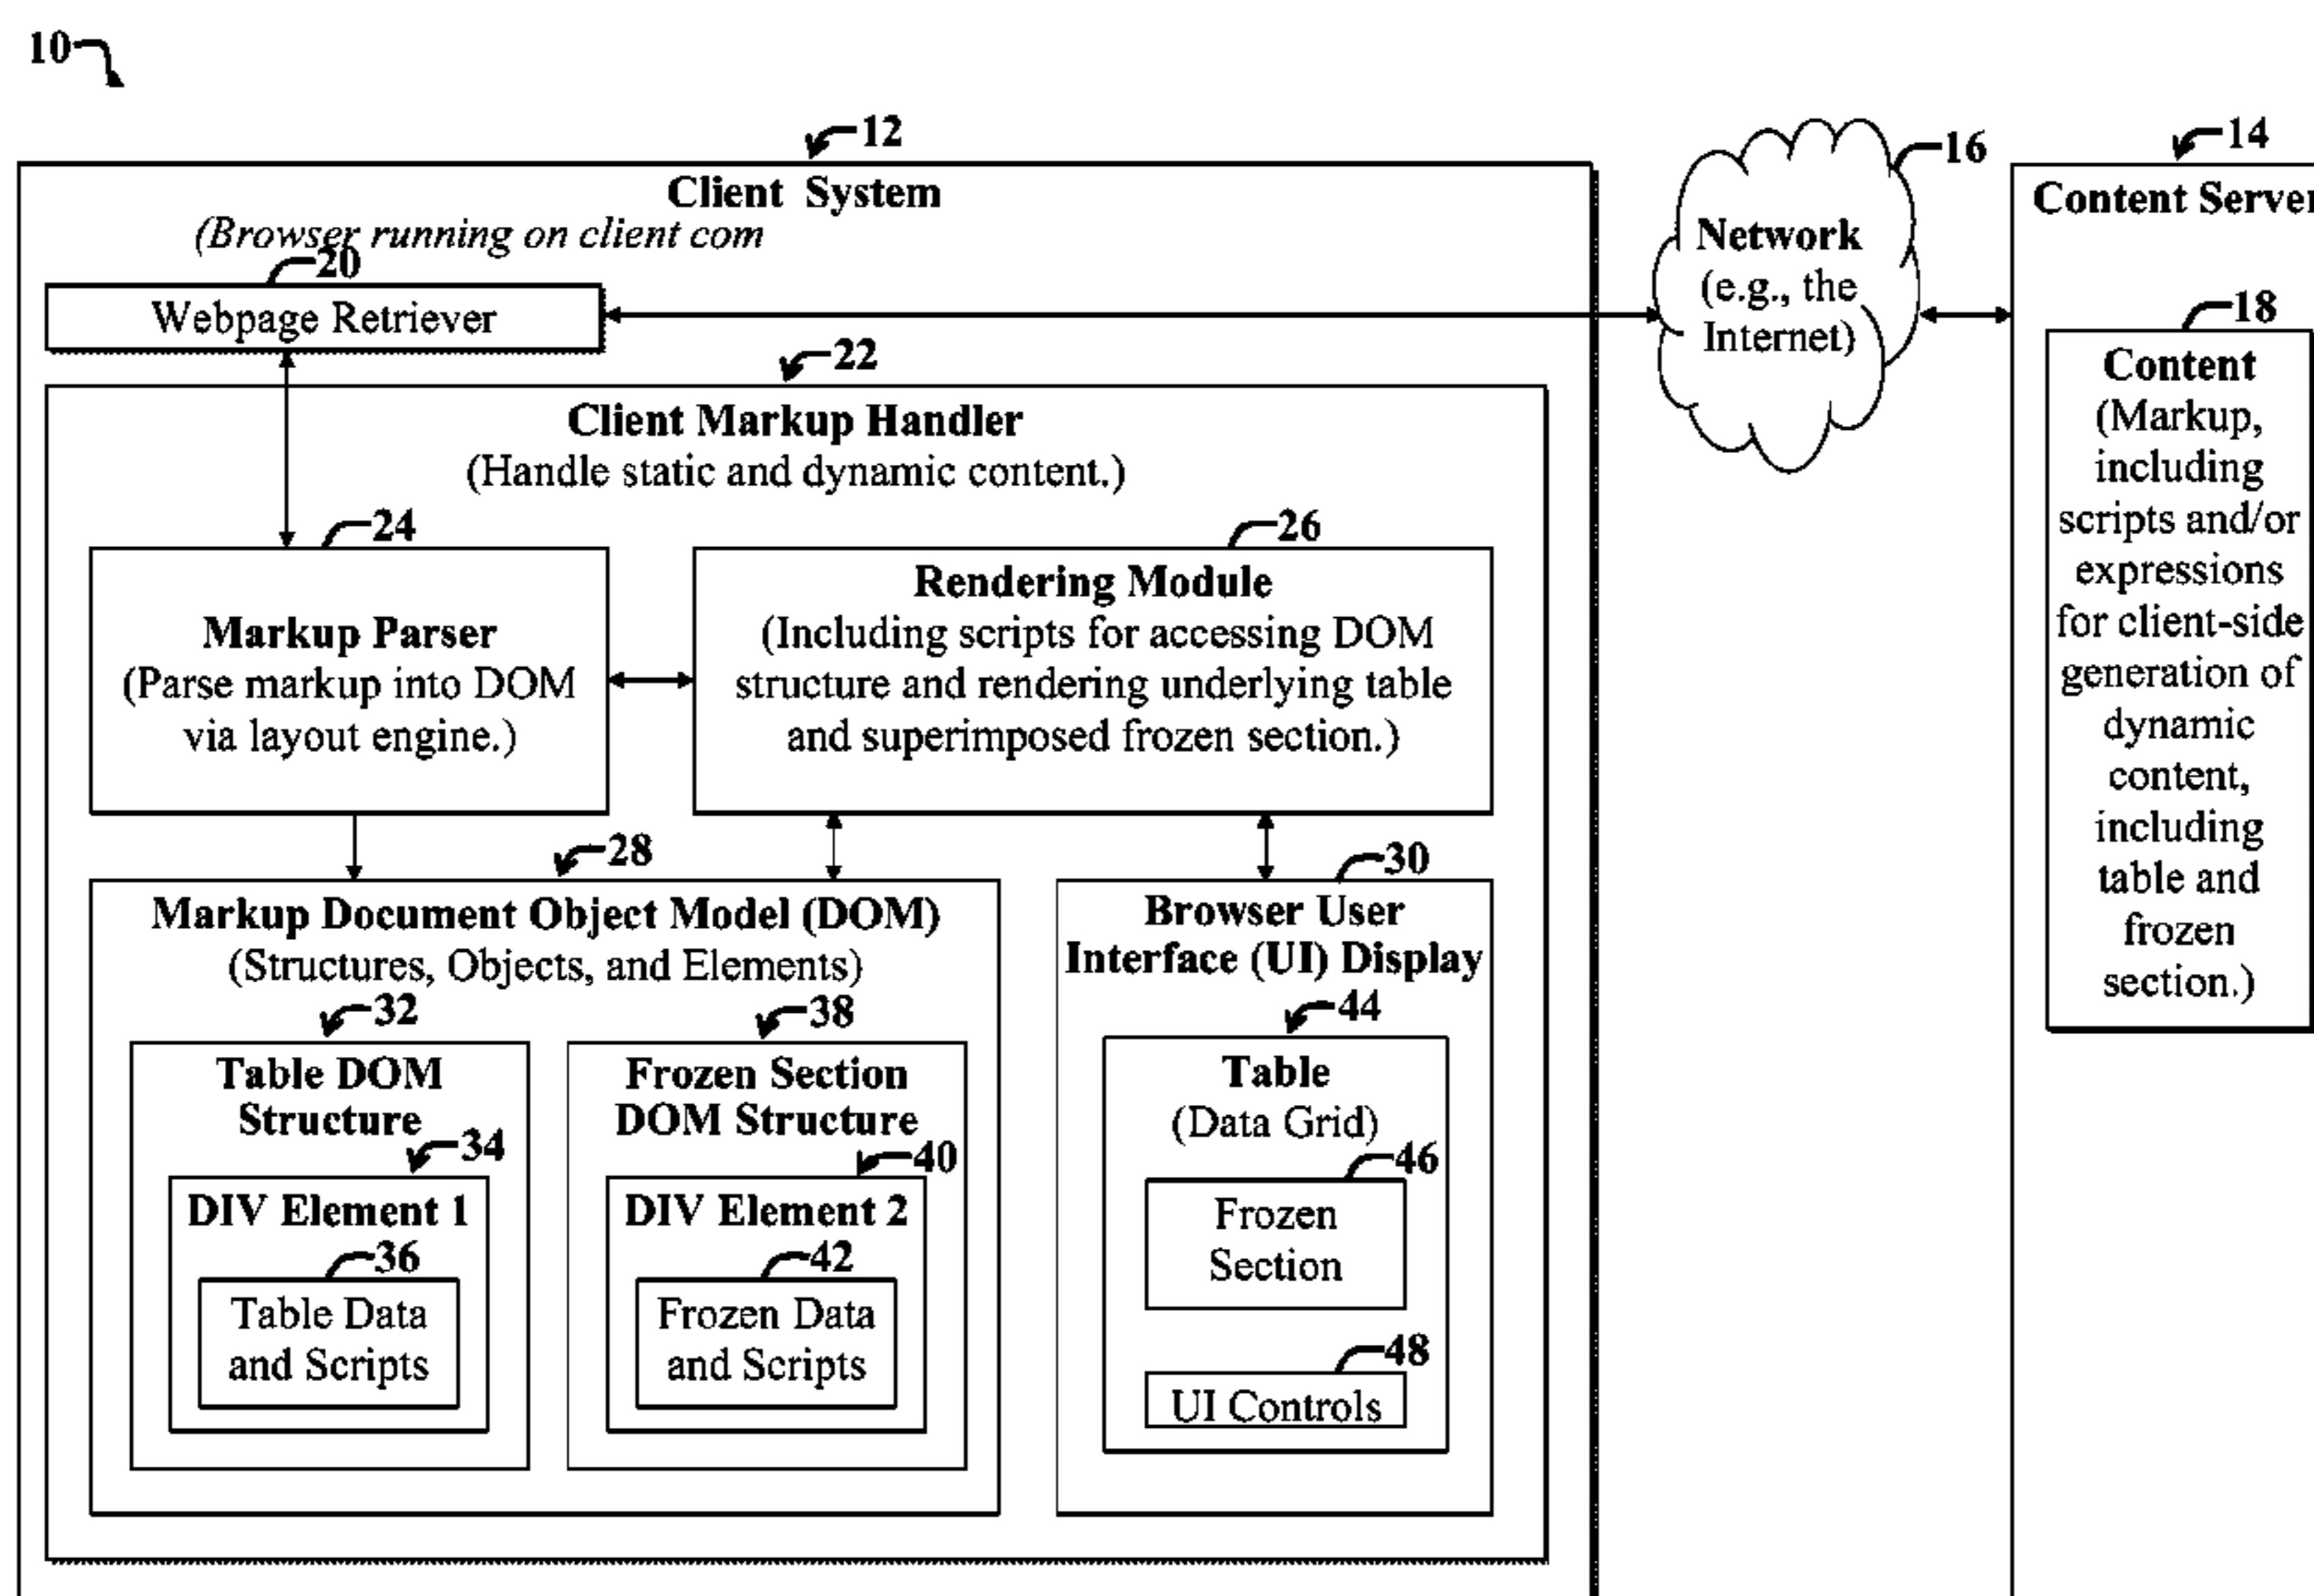 10
12
Client System
(Browser running on client com
20
Webpage Retriever
22
Client Markup Handler
(Handle static and dynamic content.)
24
Markup Parser
(Parse markup into DOM
via layout engine.)
26
Rendering Module
(Including scripts for accessing DOM
structure and rendering underlying table
and superimposed frozen section.)
28
Markup Document Object Model (DOM)
(Structures, Objects, and Elements)
32
Table DOM
Structure
34
DIV Element 1
36
Table Data
and Scripts
38
Frozen Section
DOM Structure
40
DIV Element 2
42
Frozen Data
and Scripts
30
Browser User
Interface (UI) Display
44
Table
(Data Grid)
46
Frozen
Section
48
UI Controls
16
Network
(e.g., the
Internet)
14
Content Server
18
Content
(Markup,
including
scripts and/or
expressions
for client-side
generation of
dynamic
content,
including
table and
frozen
section.)